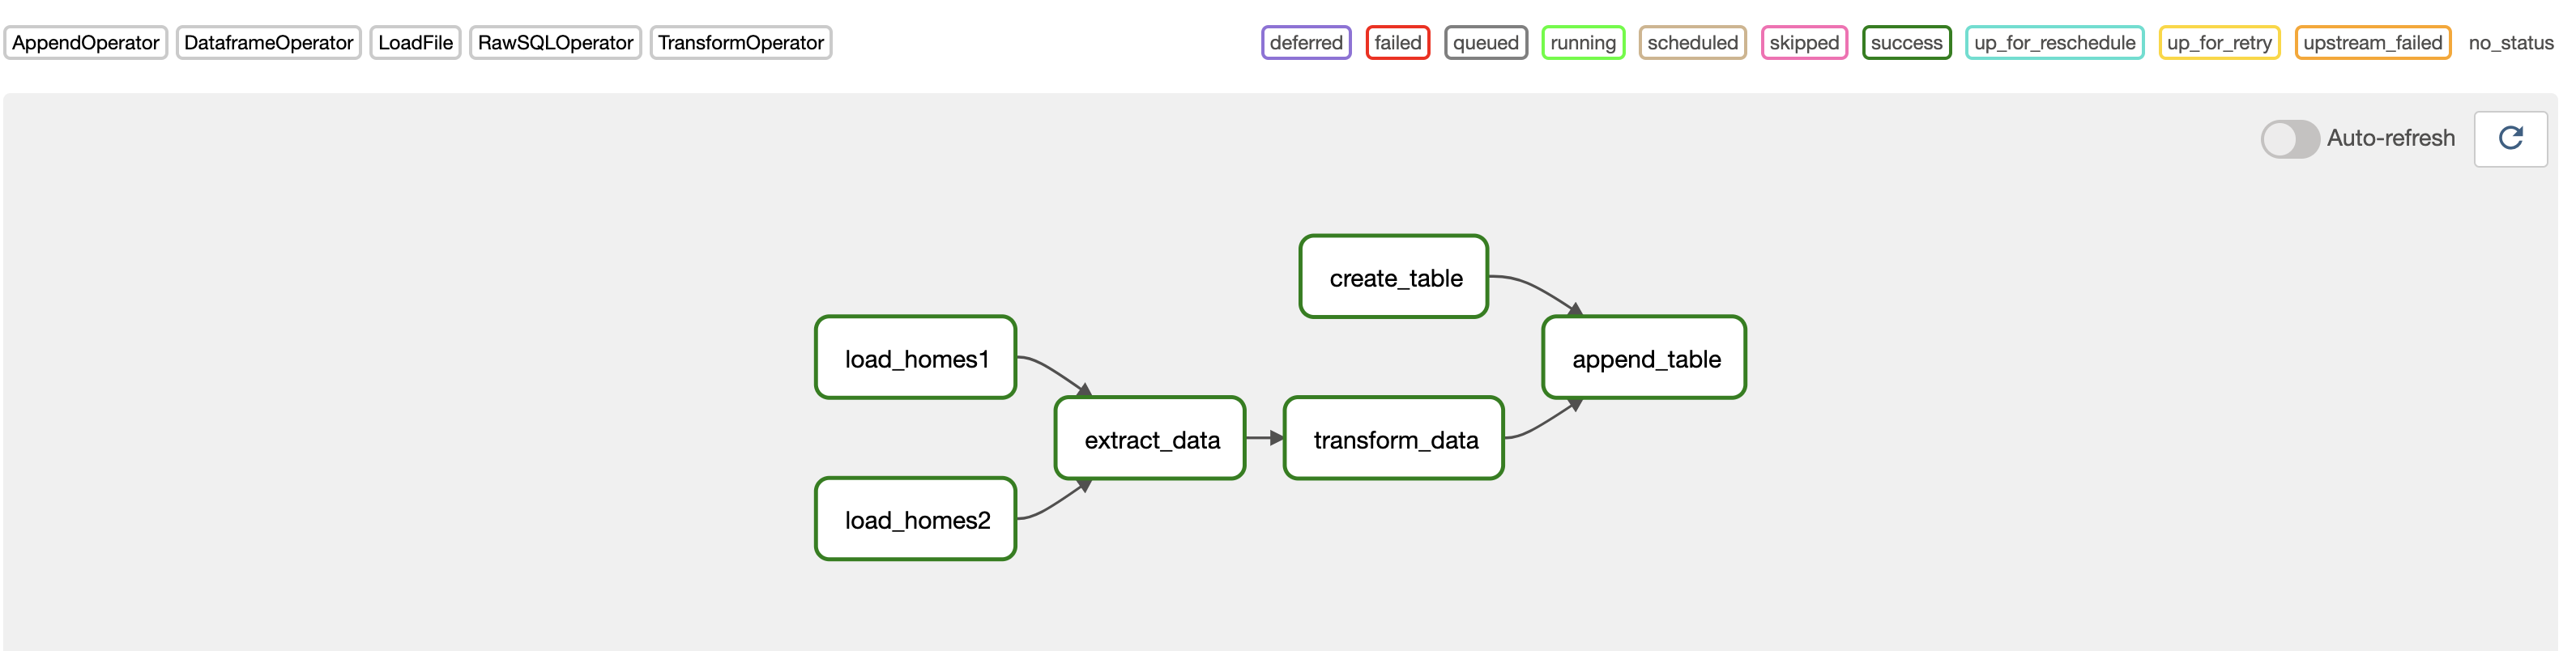 AppendOperator DataframeOperator LoadFile RawSQLOperator TransformOperator deferred failed queued running scheduled skipped success up_for_reschedule up_for_retry upstream_failed no_status
Auto-refresh
create_table
load_homes1
append_table
extract_data
transform_data
load_homes2